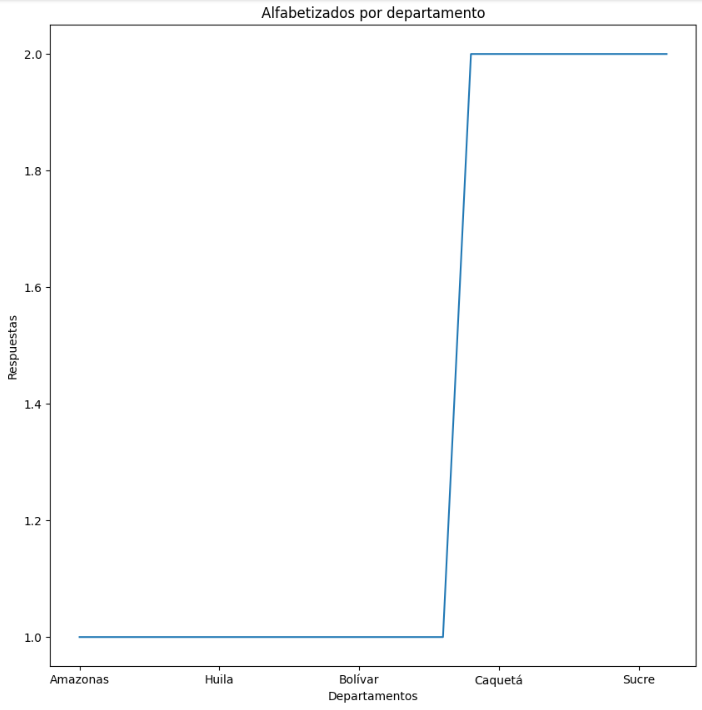 Alfabetizados por departamento
2.0
1.8
1.6
1.4
1.2
1.0
Respuestas
Amazonas Huila Bolívar Caquetá Sucre
Departamentos